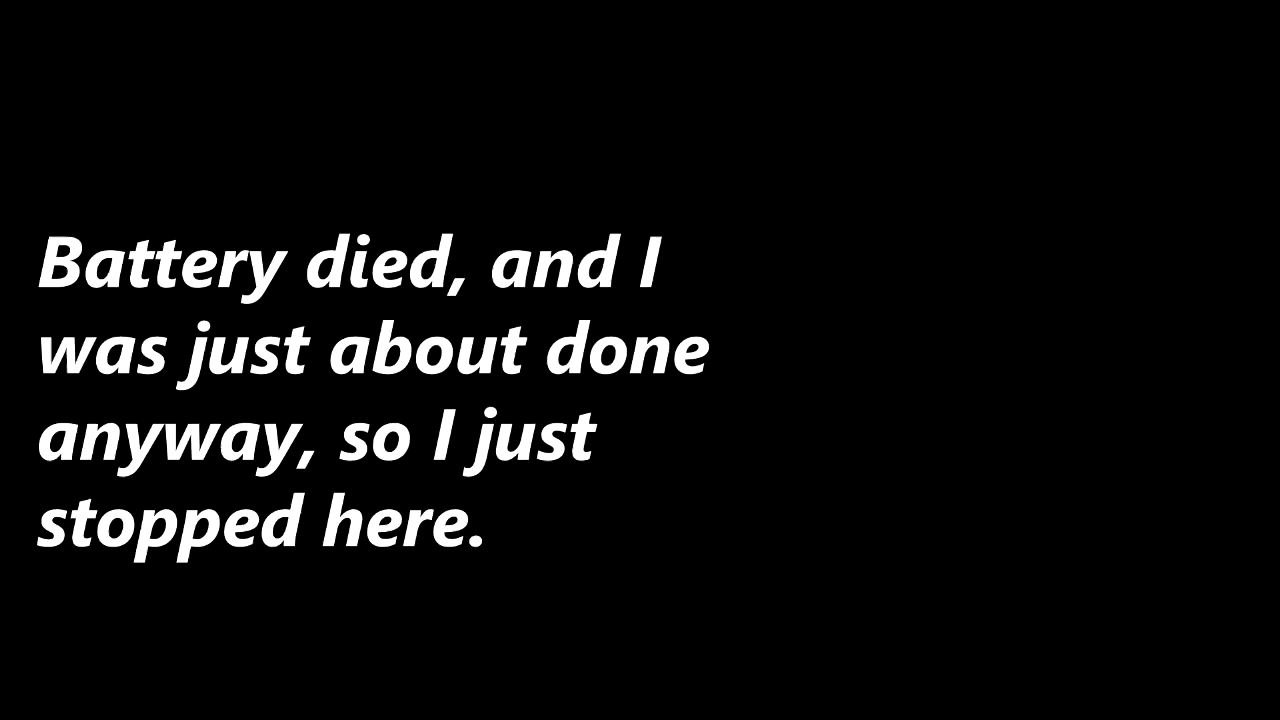 Battery died, and I
was just about done
anyway, so I just
stopped here.